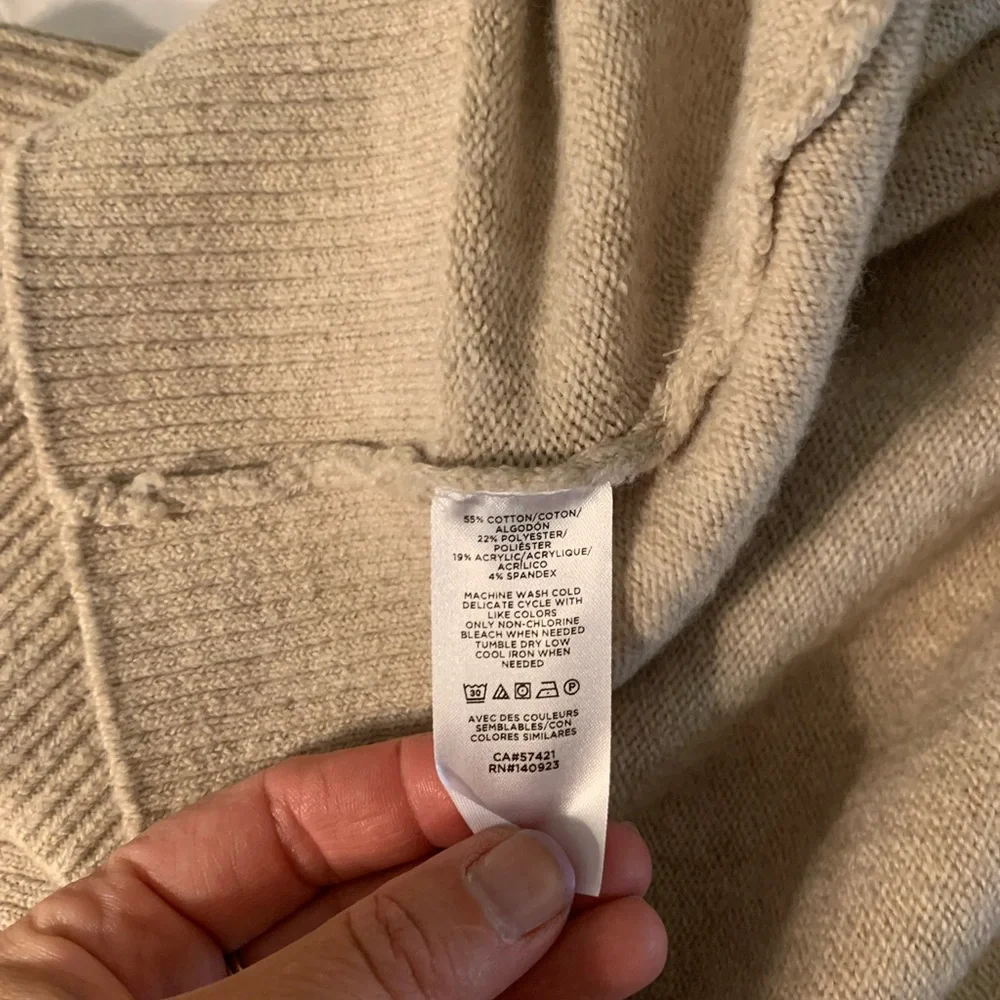 55% COTTON/COTON/
ALGODÓN
22% POLYESTER/
POLIÉSTER
19% ACRYLIC/ACRYLIQUE/
ACRÍLICO
4% SPANDEX
MACHINE WASH COLD
DELICATE CYCLE WITH
LIKE COLORS
ONLY NON-CHLORINE
BLEACH WHEN NEEDED
TUMBLE DRY LOW
COOL IRON WHEN
NEEDED
30 P
AVEC DES COULEURS
SEMBLABLES/CON
COLORES SIMILARES
CA#57421
RN#140923